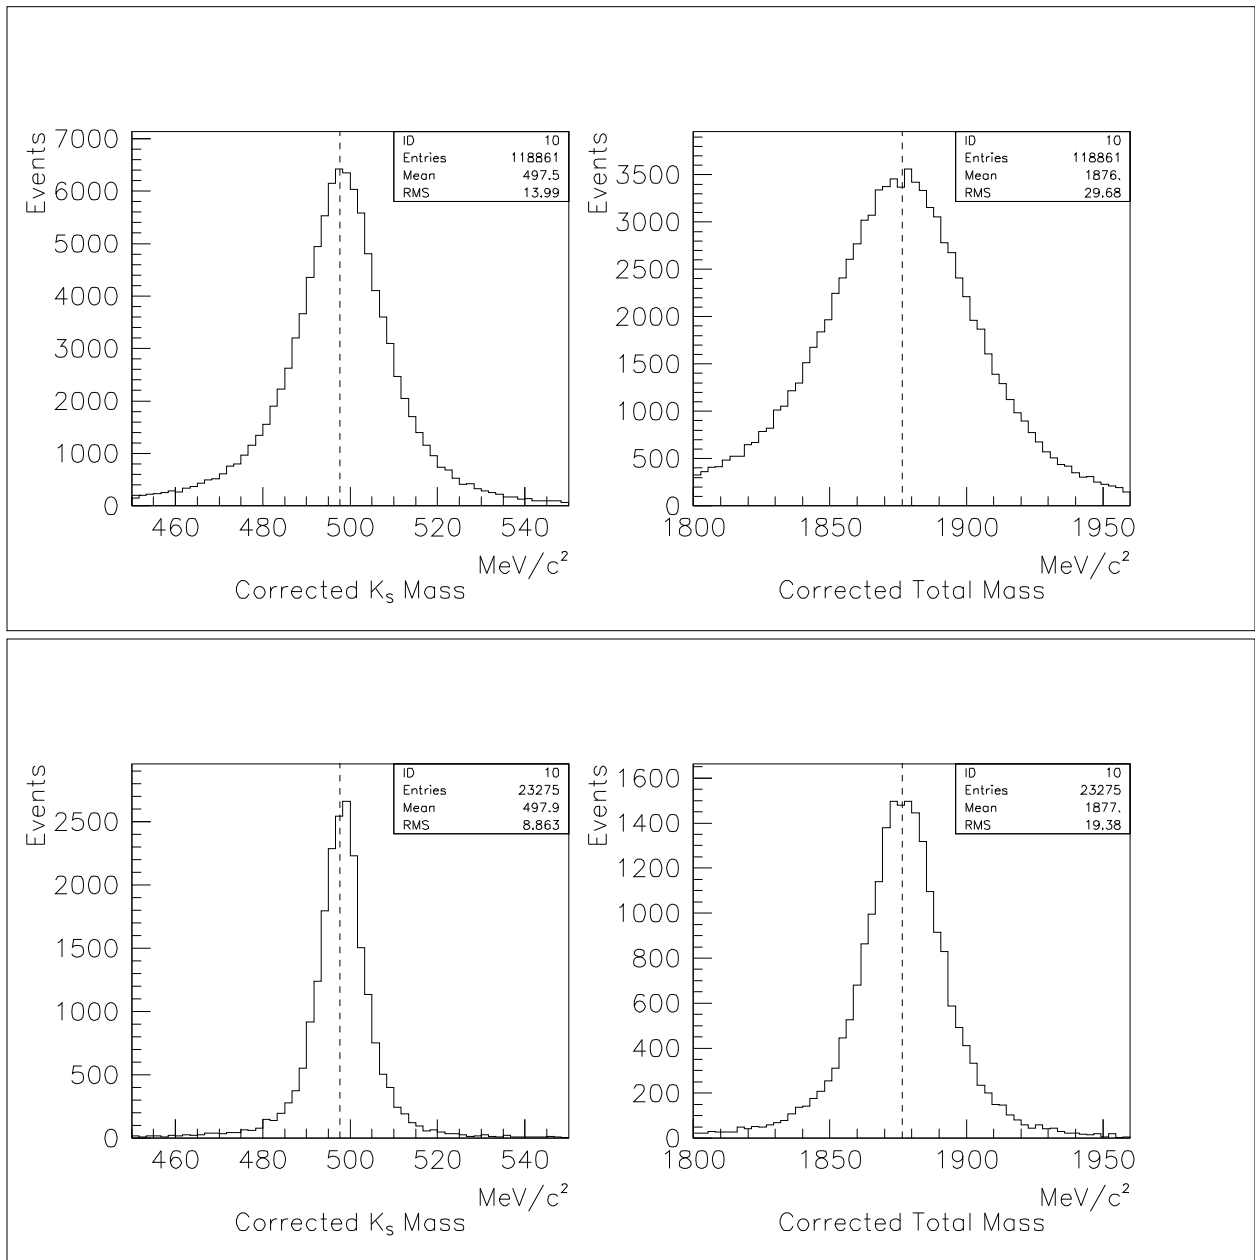 Events
7000
6000
5000
4000
3000
2000
1000
0
460 480 500 520 540
MeV/c²
Corrected Kₛ Mass
ID 10
Entries 118861
Mean 497.5
RMS 13.99
Events
3500
3000
2500
2000
1500
1000
500
0
1800 1850 1900 1950
MeV/c²
Corrected Total Mass
ID 10
Entries 118861
Mean 1876.
RMS 29.68
Events
2500
2000
1500
1000
500
0
460 480 500 520 540
MeV/c²
Corrected Kₛ Mass
ID 10
Entries 23275
Mean 497.9
RMS 8.863
Events
1600
1400
1200
1000
800
600
400
200
0
1800 1850 1900 1950
MeV/c²
Corrected Total Mass
ID 10
Entries 23275
Mean 1877.
RMS 19.38